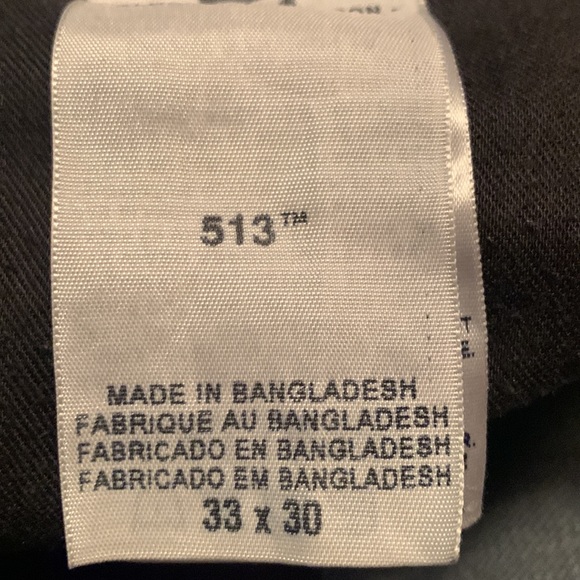 513™
MADE IN BANGLADESH
FABRIQUE AU BANGLADESH
FABRICADO EN BANGLADESH
FABRICADO EM BANGLADESH
33 x 30